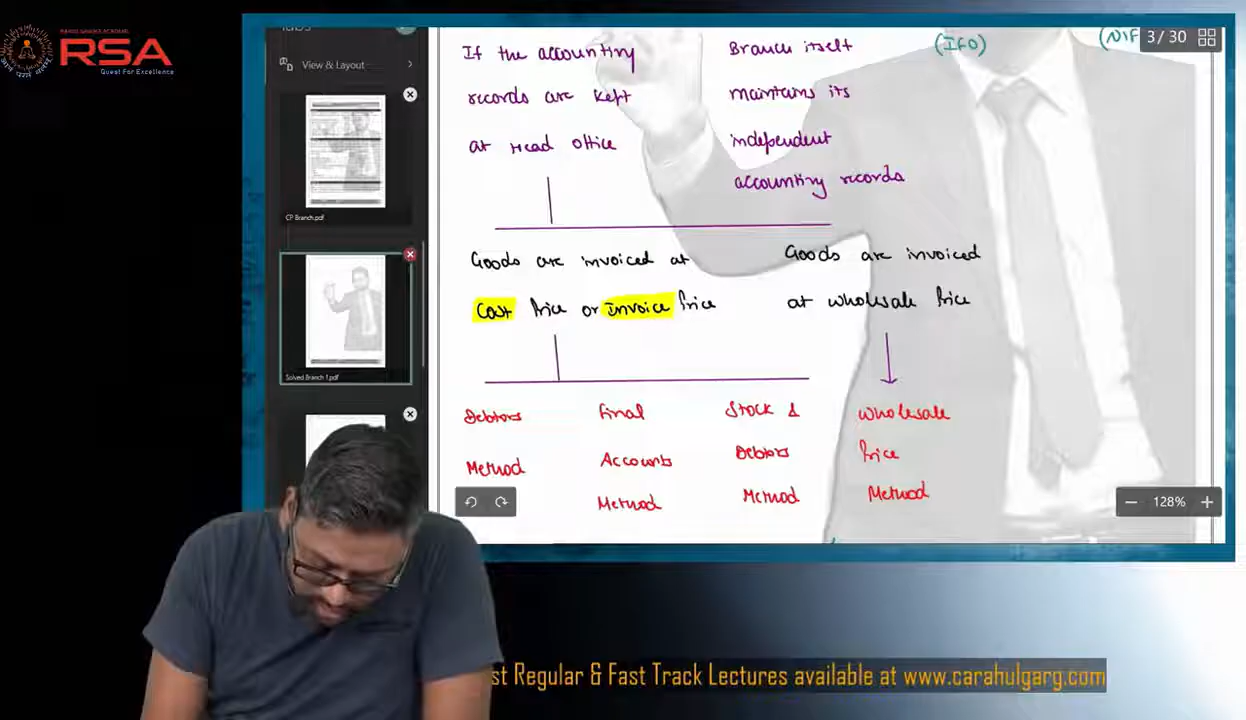 RAHUL GARG'S ACADEMY
RSA
Quest For Excellence
View & Layout
CP Branch.pdf
Solved Branch 1.pdf
3 / 30
If the accounting
records are kept
at Head office
Branch itself
maintains its
independent
accounting records
(IFO)
Goods are invoiced at
Cost Price or Invoice Price
Goods are invoiced
at wholesale Price
Debtors
Method
Final
Accounts
Method
Stock &
Debtors
Method
Wholesale
Price
Method
128%
st Regular & Fast Track Lectures available at www.carahulgarg.com